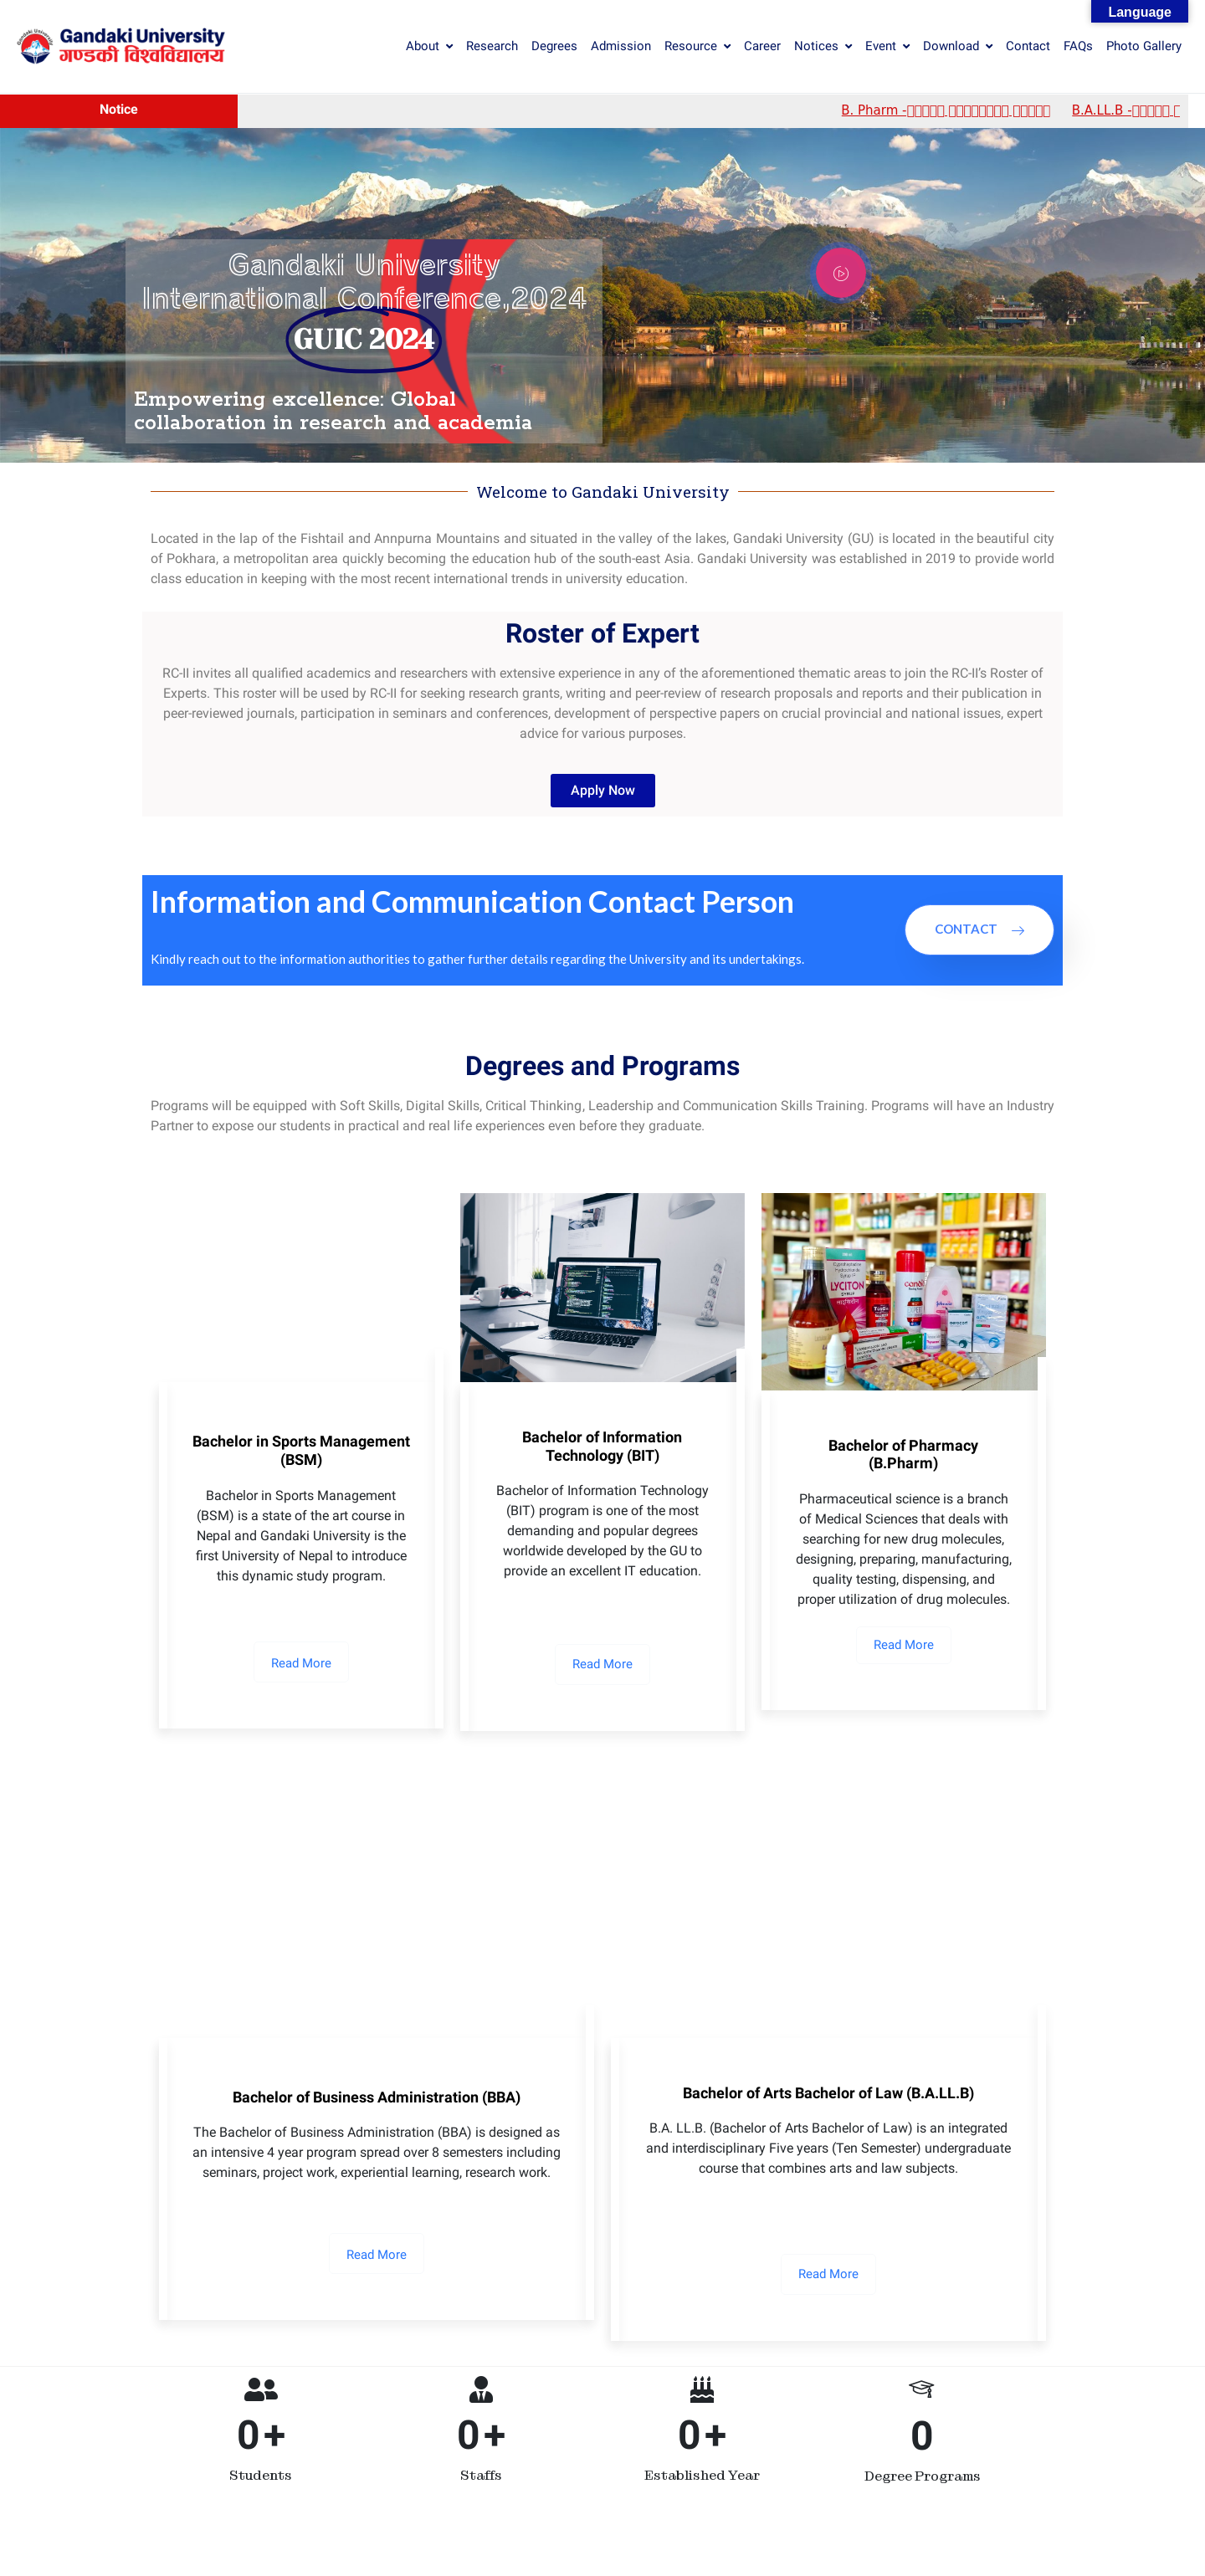 Language
Gandaki University
गण्डकी विश्वविद्यालय
About Research Degrees Admission Resource Career Notices Event Download Contact FAQs Photo Gallery
Notice
B. Pharm - B.A.LL.B -
Gandaki University
International Conference,2024
GUIC 2024
Empowering excellence: Global
collaboration in research and academia
Welcome to Gandaki University
Located in the lap of the Fishtail and Annpurna Mountains and situated in the valley of the lakes, Gandaki University (GU) is located in the beautiful city
of Pokhara, a metropolitan area quickly becoming the education hub of the south-east Asia. Gandaki University was established in 2019 to provide world
class education in keeping with the most recent international trends in university education.
Roster of Expert
RC-II invites all qualified academics and researchers with extensive experience in any of the aforementioned thematic areas to join the RC-II's Roster of
Experts. This roster will be used by RC-II for seeking research grants, writing and peer-review of research proposals and reports and their publication in
peer-reviewed journals, participation in seminars and conferences, development of perspective papers on crucial provincial and national issues, expert
advice for various purposes.
Apply Now
Information and Communication Contact Person
Kindly reach out to the information authorities to gather further details regarding the University and its undertakings.
CONTACT
Degrees and Programs
Programs will be equipped with Soft Skills, Digital Skills, Critical Thinking, Leadership and Communication Skills Training. Programs will have an Industry
Partner to expose our students in practical and real life experiences even before they graduate.
Bachelor in Sports Management
(BSM)
Bachelor in Sports Management
(BSM) is a state of the art course in
Nepal and Gandaki University is the
first University of Nepal to introduce
this dynamic study program.
Read More
Bachelor of Information
Technology (BIT)
Bachelor of Information Technology
(BIT) program is one of the most
demanding and popular degrees
worldwide developed by the GU to
provide an excellent IT education.
Read More
LYCITON
Bachelor of Pharmacy
(B.Pharm)
Pharmaceutical science is a branch
of Medical Sciences that deals with
searching for new drug molecules,
designing, preparing, manufacturing,
quality testing, dispensing, and
proper utilization of drug molecules.
Read More
Bachelor of Business Administration (BBA)
The Bachelor of Business Administration (BBA) is designed as
an intensive 4 year program spread over 8 semesters including
seminars, project work, experiential learning, research work.
Read More
Bachelor of Arts Bachelor of Law (B.A.LL.B)
B.A. LL.B. (Bachelor of Arts Bachelor of Law) is an integrated
and interdisciplinary Five years (Ten Semester) undergraduate
course that combines arts and law subjects.
Read More
0+
Students
0+
Staffs
0+
Established Year
0
Degree Programs